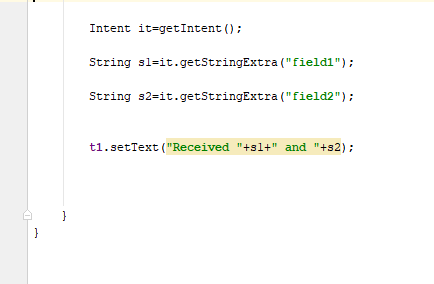 Intent it=getIntent();
String s1=it.getStringExtra("field1");
String s2=it.getStringExtra("field2");
t1.setText("Received "+s1+" and "+s2);
}
}